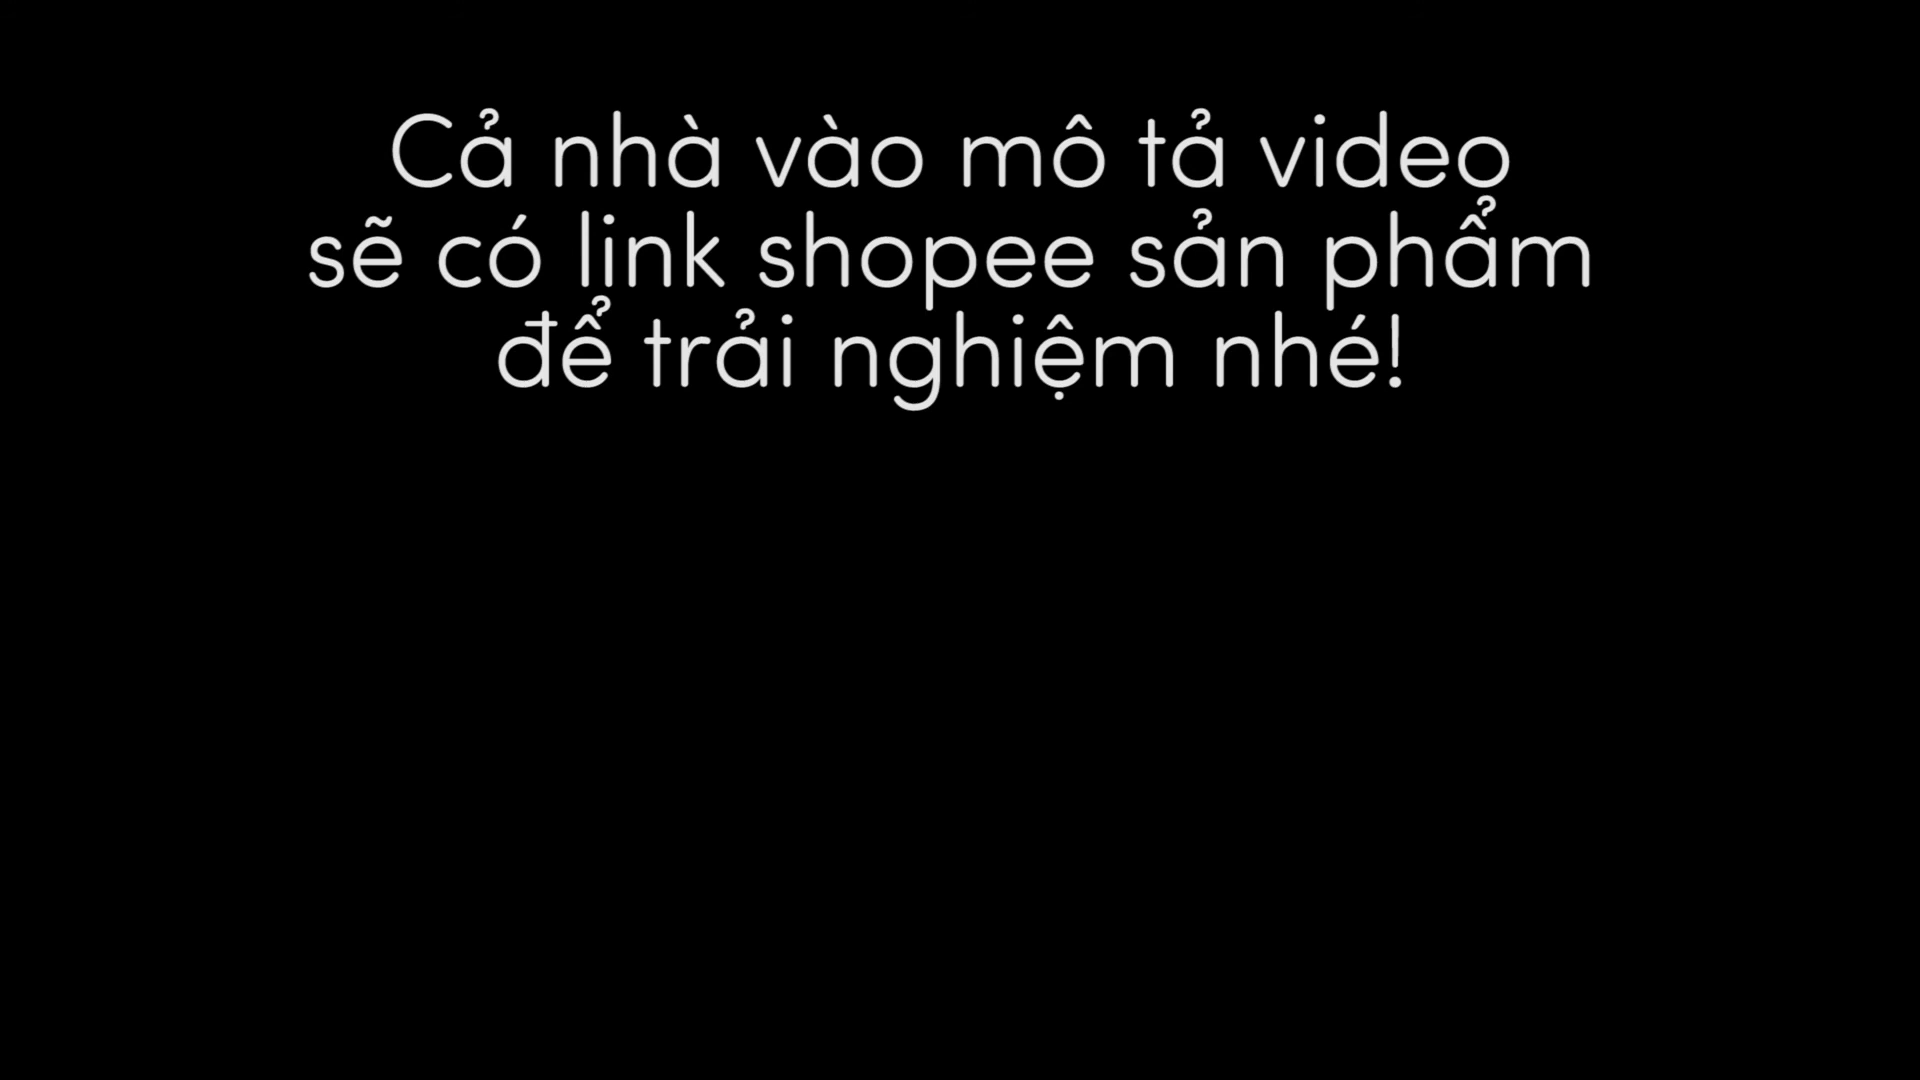 Cả nhà vào mô tả video
sẽ có link shopee sản phẩm
để trải nghiệm nhé!